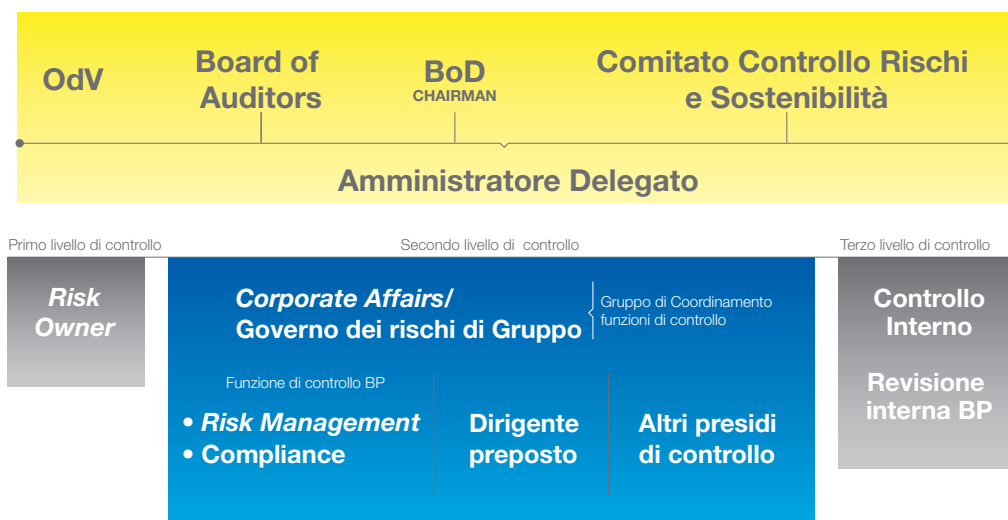 OdV
Board of
Auditors
BoD
CHAIRMAN
Comitato Controllo Rischi
e Sostenibilità
Amministratore Delegato
Primo livello di controllo
Secondo livello di controllo
Terzo livello di controllo
Risk
Owner
Corporate Affairs/
Governo dei rischi di Gruppo
Gruppo di Coordinamento
funzioni di controllo
Funzione di controllo BP
• Risk Management
• Compliance
Dirigente
preposto
Altri presidi
di controllo
Controllo
Interno
Revisione
interna BP